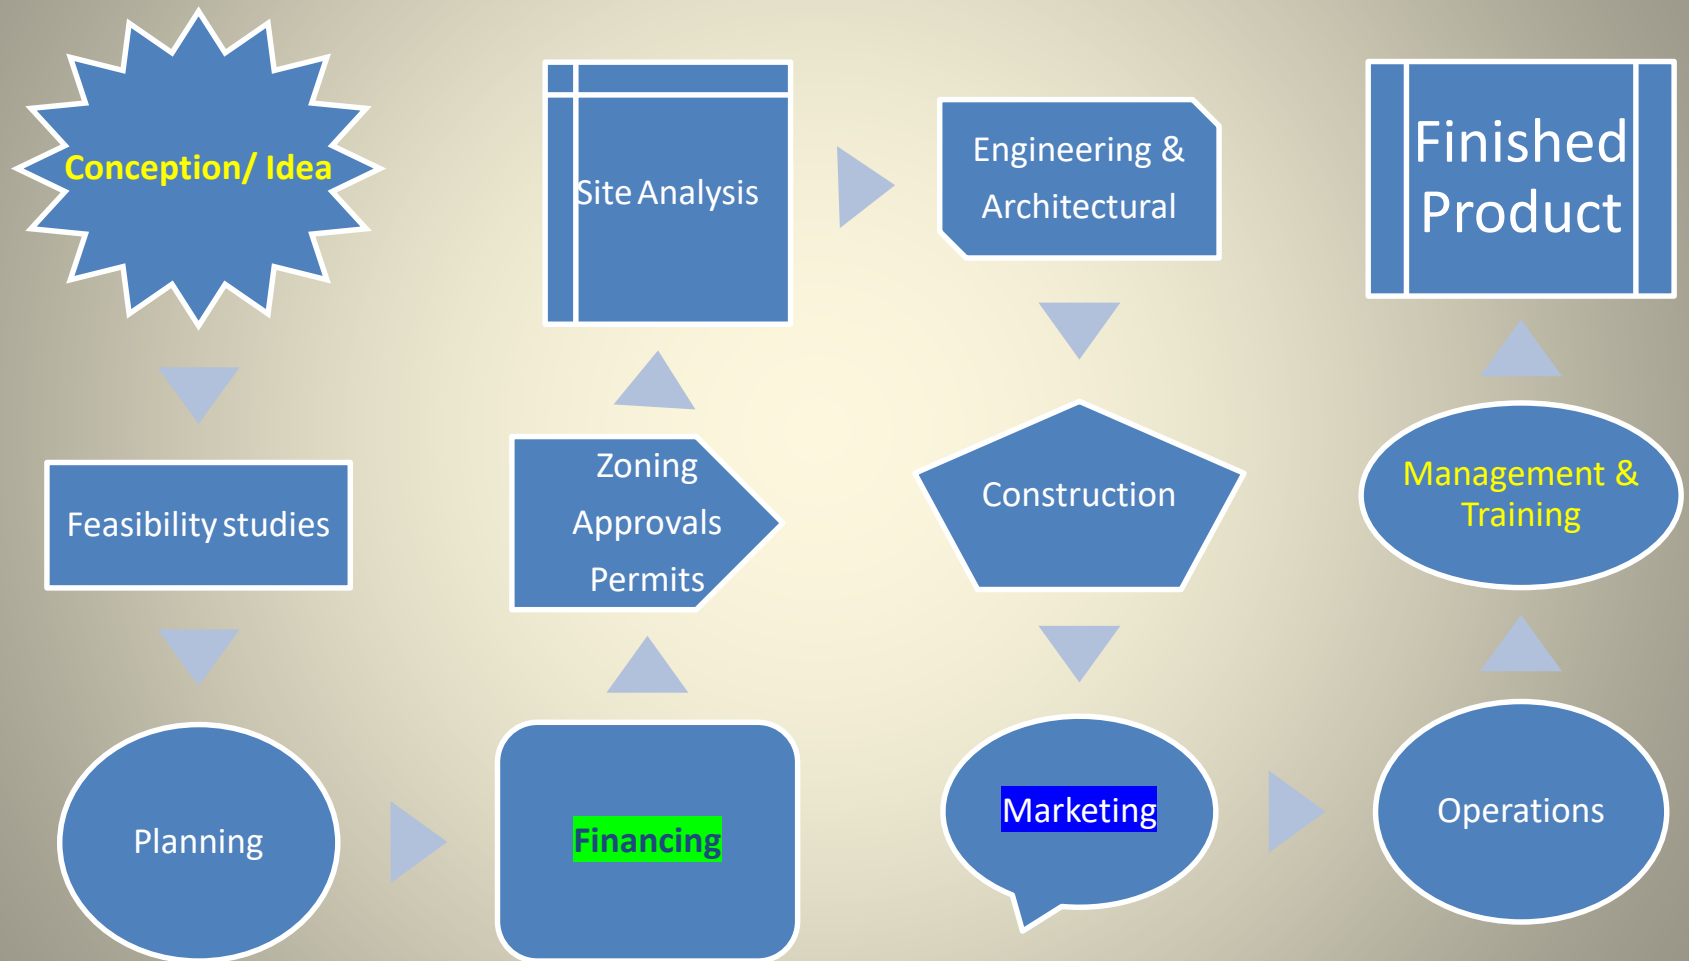 Conception/ Idea
Feasibility studies
Planning
Financing
Zoning
Approvals
Permits
Site Analysis
Engineering &
Architectural
Construction
Marketing
Operations
Management &
Training
Finished
Product